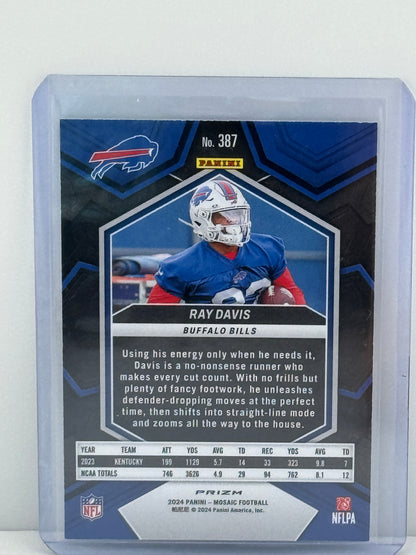 No. 387
PANINI
RAY DAVIS
BUFFALO BILLS
Using his energy only when he needs it,
Davis is a no-nonsense runner who
makes every cut count. With no frills but
plenty of fancy footwork, he unleashes
defender-dropping moves at the perfect
time, then shifts into straight-line mode
and zooms all the way to the house.
YEAR TEAM ATT YDS AVG TD REC YDS AVG TD
2023 KENTUCKY 199 1129 5.7 14 33 323 9.8 7
NCAA TOTALS 746 3626 4.9 29 94 762 8.1 12
PRIZM
2024 PANINI – MOSAIC FOOTBALL
帕尼尼 © 2024 Panini America, Inc.
NFL
NFLPA